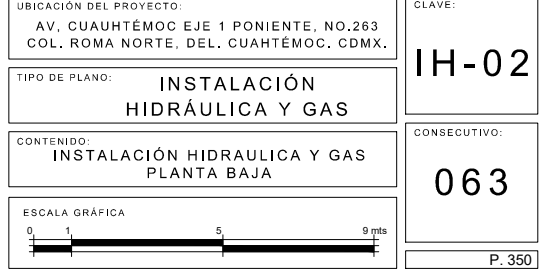 UBICACIÓN DEL PROYECTO:
AV, CUAUHTÉMOC EJE 1 PONIENTE, NO.263
COL. ROMA NORTE, DEL. CUAHTÉMOC. CDMX.
TIPO DE PLANO:
INSTALACIÓN
HIDRÁULICA Y GAS
CONTENIDO:
INSTALACIÓN HIDRAULICA Y GAS
PLANTA BAJA
ESCALA GRÁFICA
0 1 5 9 mts
CLAVE:
IH-02
CONSECUTIVO:
063
P. 350